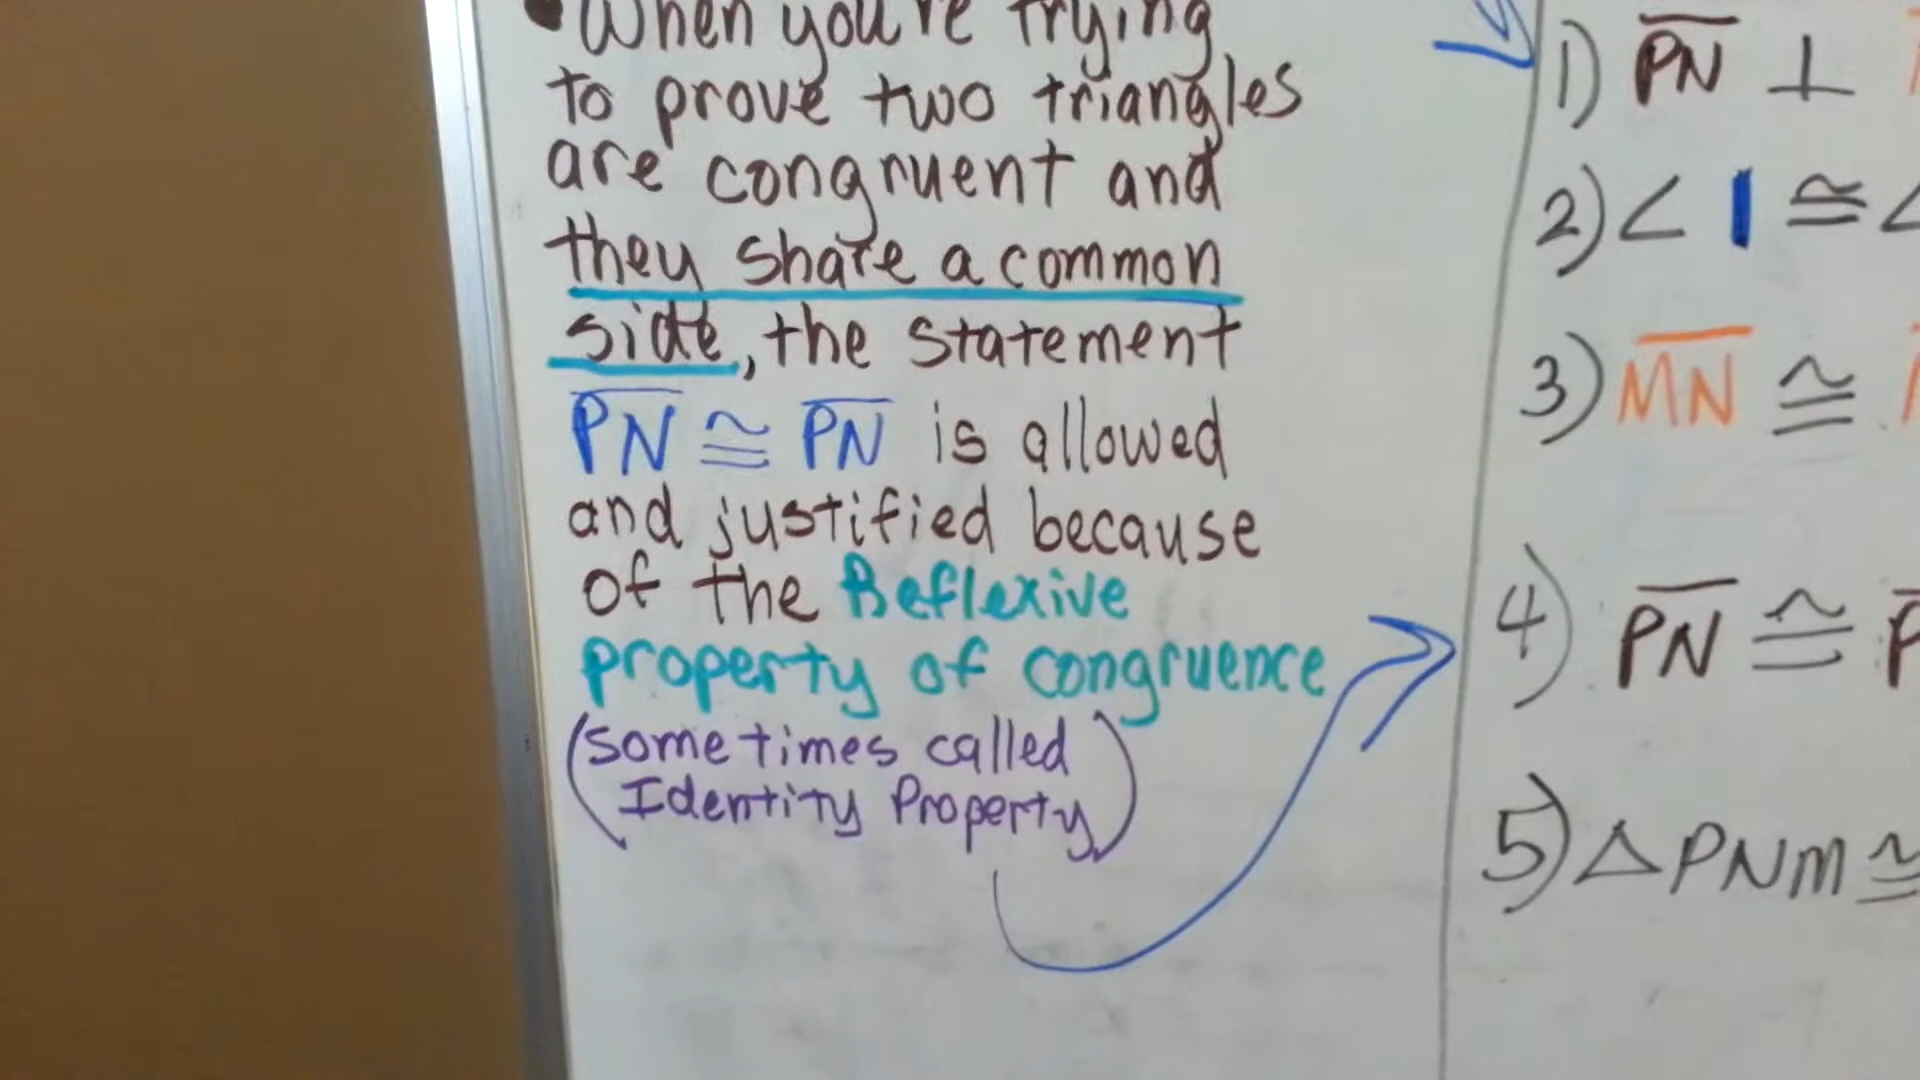 • When you're trying
to prove two triangles
are congruent and
they share a common
side, the statement
PN ≅ PN is allowed
and justified because
of the Reflexive
property of congruence
(sometimes called
Identity Property)
1) PN ⊥
2) ∠ 1 ≅ ∠
3) MN ≅
4) PN ≅ P
5) △ PNM ≅